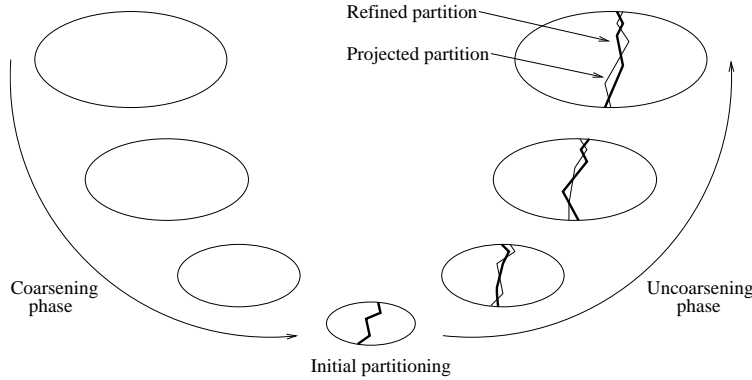 Refined partition
Projected partition
Coarsening
phase
Uncoarsening
phase
Initial partitioning